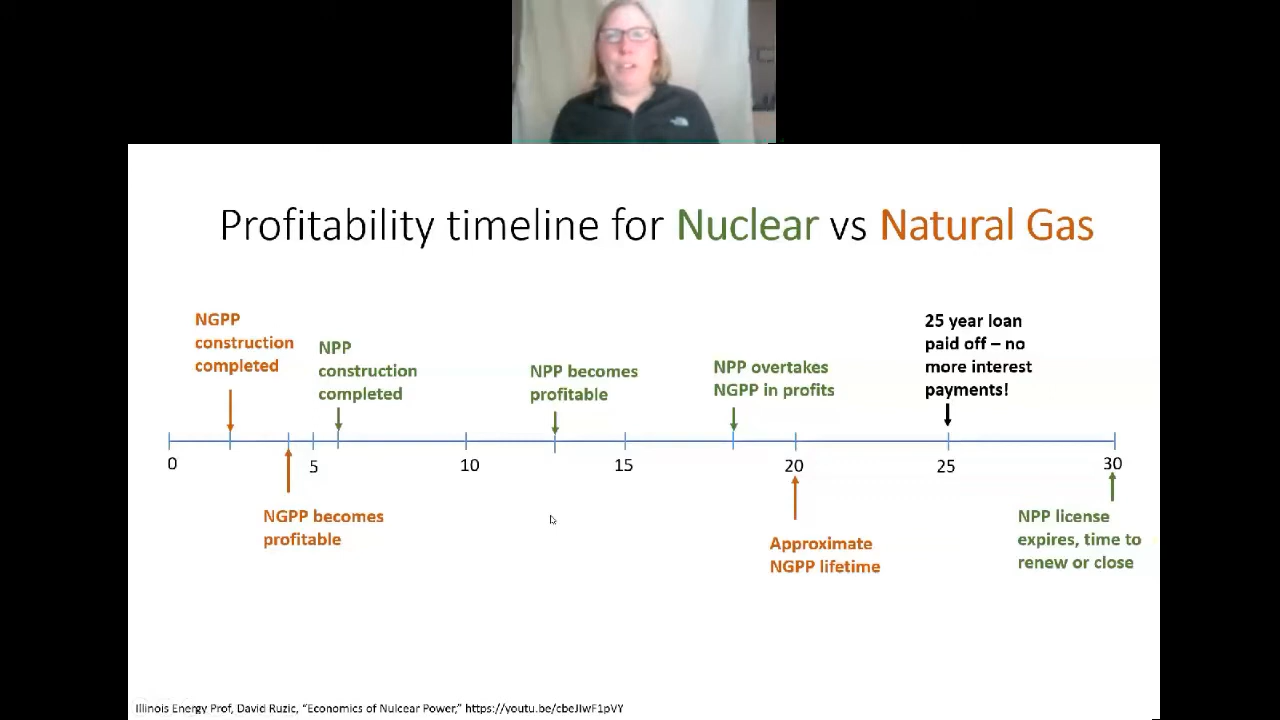 Profitability timeline for Nuclear vs Natural Gas
NGPP
construction
completed
NPP
construction
completed
NPP becomes
profitable
NPP overtakes
NGPP in profits
25 year loan
paid off – no
more interest
payments!
0
5
10
15
20
25
30
NGPP becomes
profitable
Approximate
NGPP lifetime
NPP license
expires, time to
renew or close
Illinois Energy Prof, David Ruzic, “Economics of Nulcear Power,” https://youtu.be/cbeJIwF1pVY